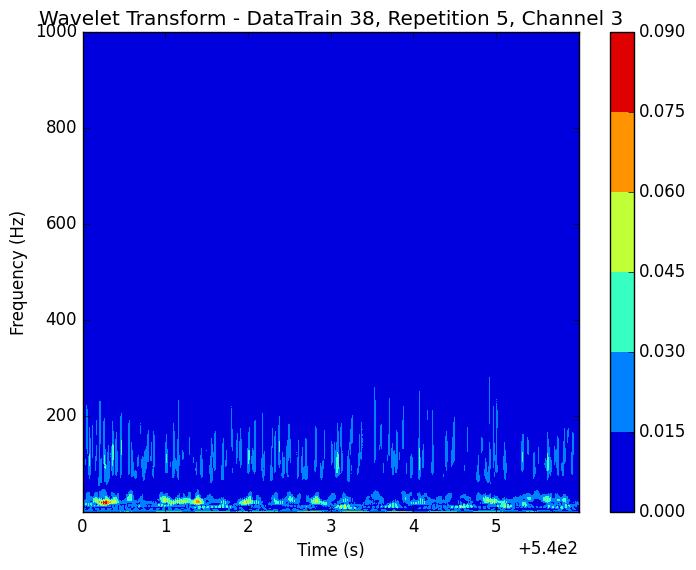 Wavelet Transform - DataTrain 38, Repetition 5, Channel 3
1000
800
600
400
200
Frequency (Hz)
0 1 2 3 4 5
+5.4e2
Time (s)
0.090
0.075
0.060
0.045
0.030
0.015
0.000